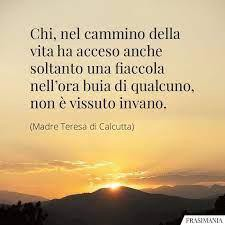 Chi, nel cammino della
vita ha acceso anche
soltanto una fiaccola
nell'ora buia di qualcuno,
non è vissuto invano.
(Madre Teresa di Calcutta)
FRASIMANIA